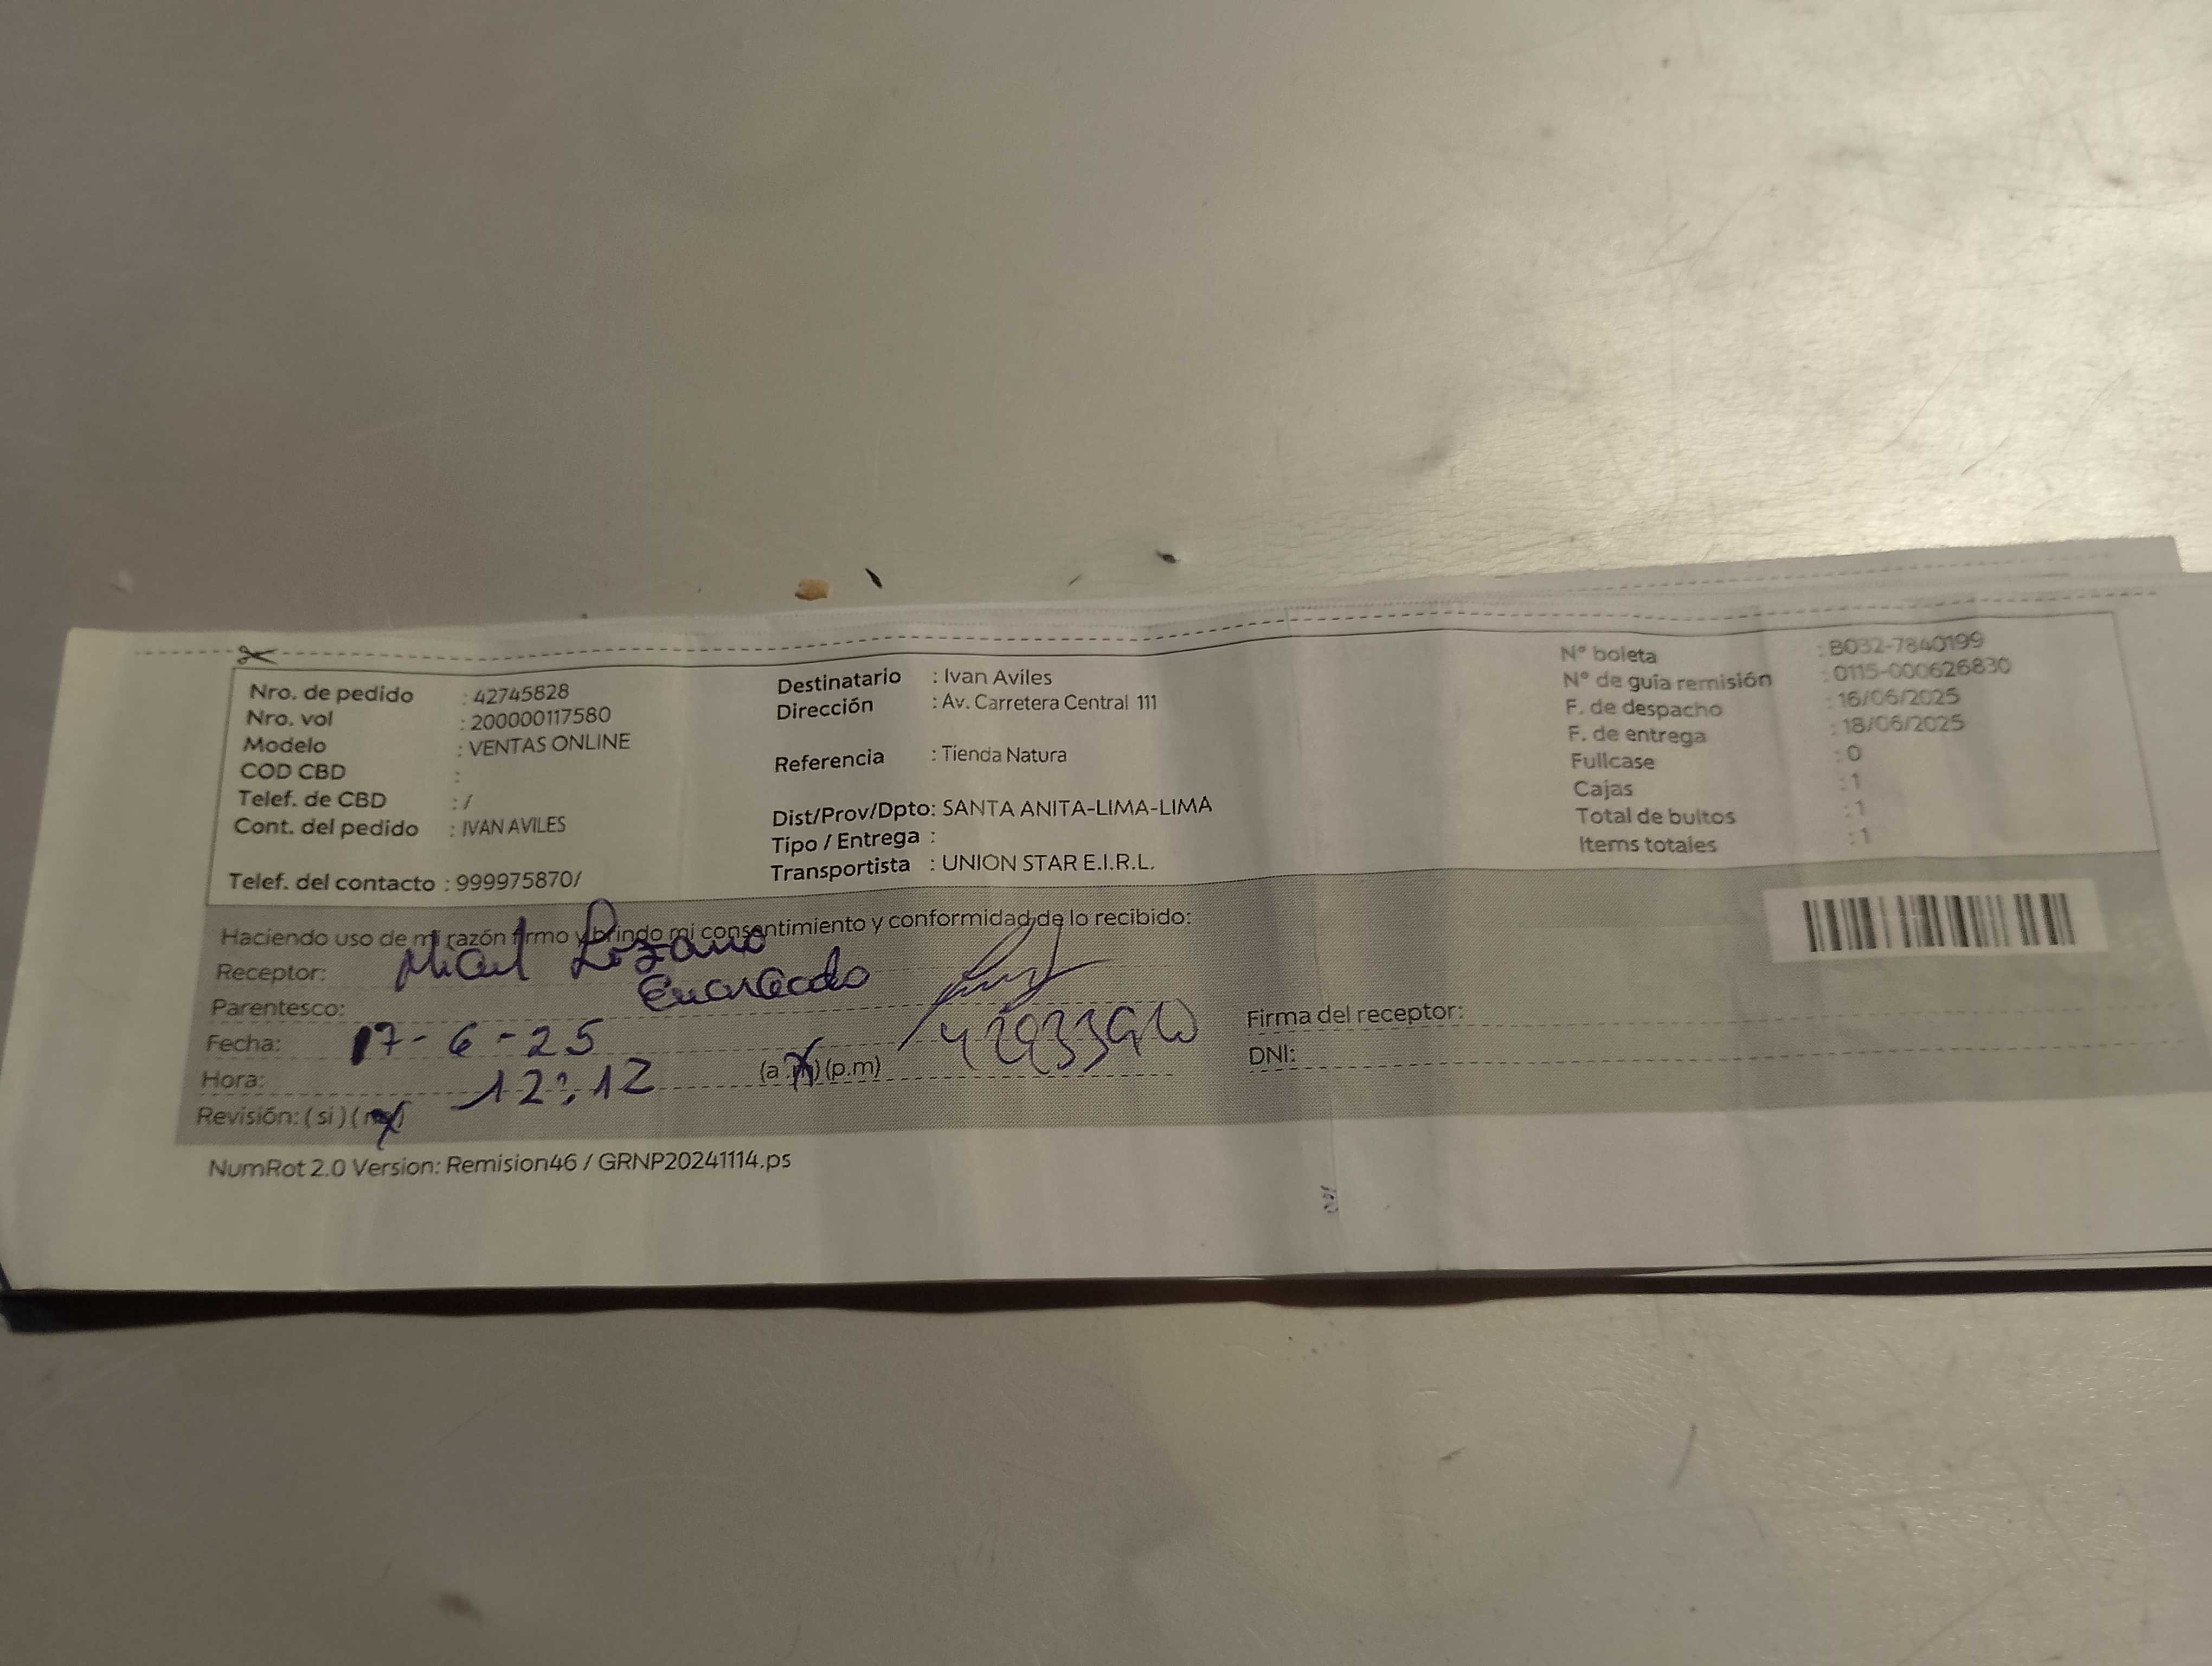 Nro. de pedido : 42745828
Nro. vol : 200000117580
Modelo : VENTAS ONLINE
COD CBD :
Telef. de CBD : /
Cont. del pedido : IVAN AVILES
Telef. del contacto : 999975870/
Destinatario : Ivan Aviles
Dirección : Av. Carretera Central 111
Referencia : Tienda Natura
Dist/Prov/Dpto: SANTA ANITA-LIMA-LIMA
Tipo / Entrega :
Transportista : UNION STAR E.I.R.L.
N° boleta : B032-7840199
N° de guía remisión : 0115-000626830
F. de despacho : 16/06/2025
F. de entrega : 18/06/2025
Fullcase : 0
Cajas : 1
Total de bultos : 1
Items totales : 1
Haciendo uso de mi razón firmo y brindo mi consentimiento y conformidad de lo recibido:
Receptor: Lozano
Parentesco:
Fecha: 17-6-25
Hora: 12:12 (a.m) (p.m)
Revisión: (si) (no)
Firma del receptor:
DNI:
NumRot 2.0 Version: Remision46 / GRNP20241114.ps